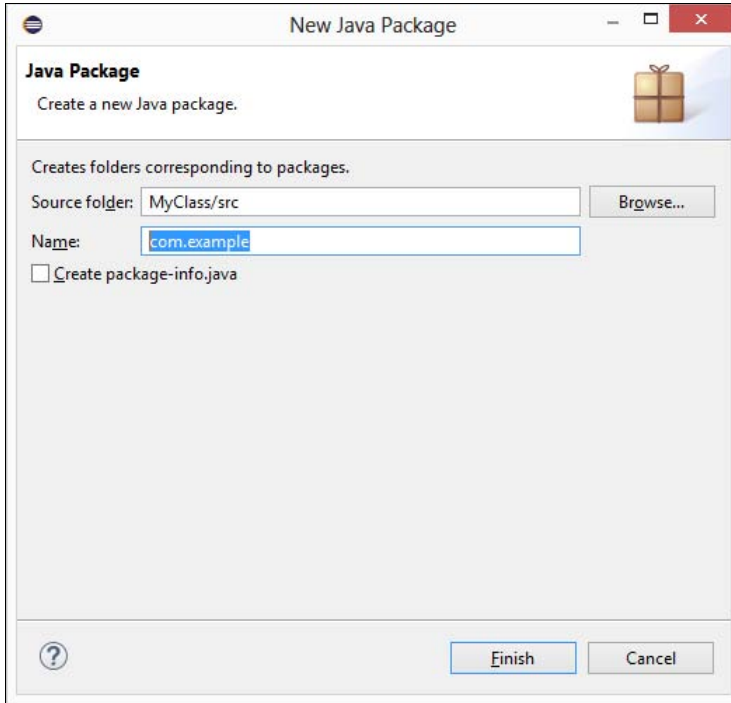 New Java Package
Java Package
Create a new Java package.
Creates folders corresponding to packages.
Source folder: MyClass/src Browse...
Name: com.example
Create package-info.java
? Finish Cancel